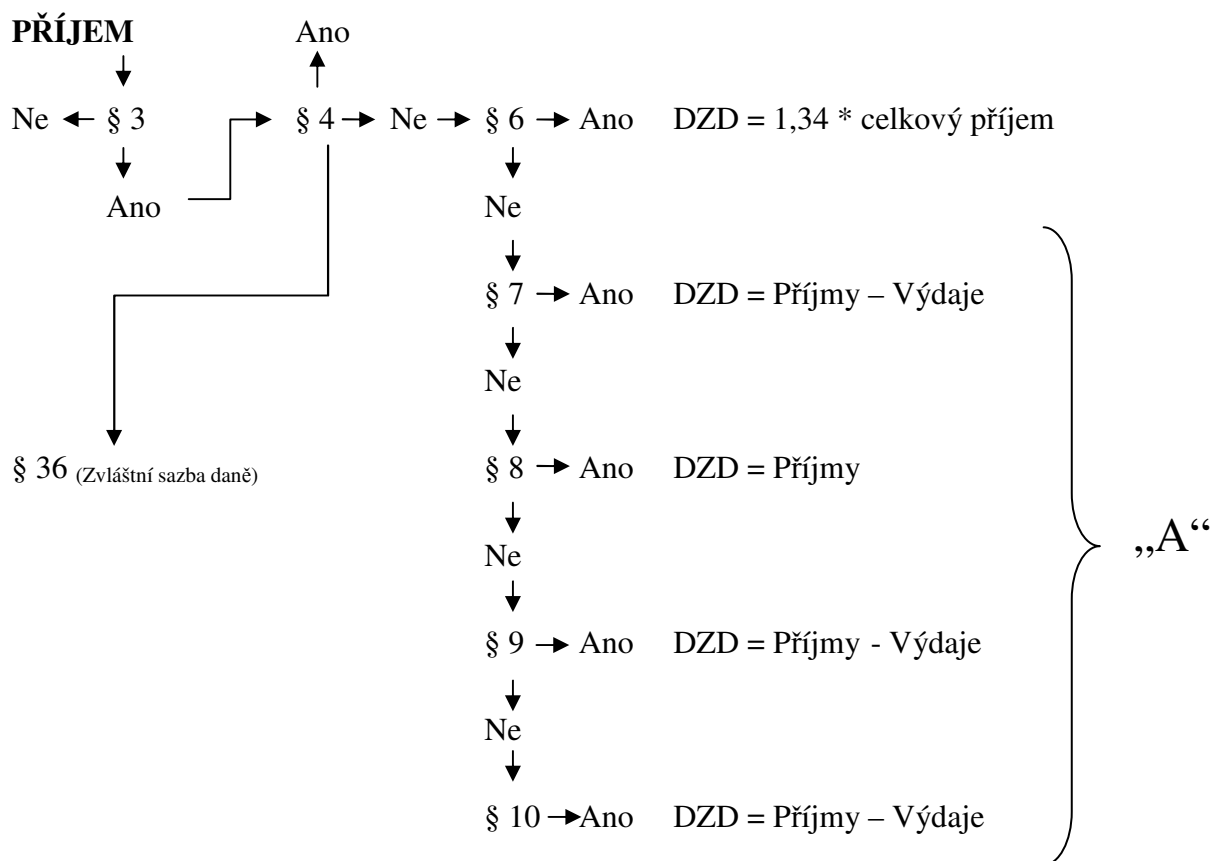 PŘÍJEM Ano
Ne § 3 § 4 Ne § 6 Ano DZD = 1,34 * celkový příjem
Ano Ne
§ 7 Ano DZD = Příjmy – Výdaje
Ne
§ 36 (Zvláštní sazba daně) § 8 Ano DZD = Příjmy
„A“
Ne
§ 9 Ano DZD = Příjmy - Výdaje
Ne
§ 10 Ano DZD = Příjmy – Výdaje